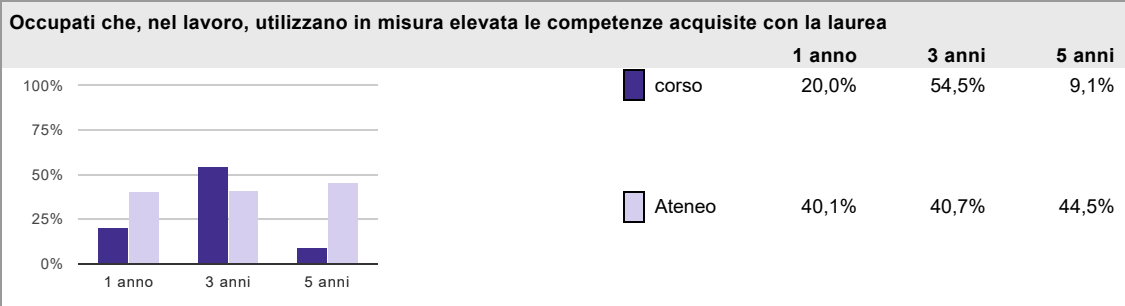 Occupati che, nel lavoro, utilizzano in misura elevata le competenze acquisite con la laurea
1 anno 3 anni 5 anni
corso 20,0% 54,5% 9,1%
Ateneo 40,1% 40,7% 44,5%
100%
75%
50%
25%
0%
1 anno 3 anni 5 anni